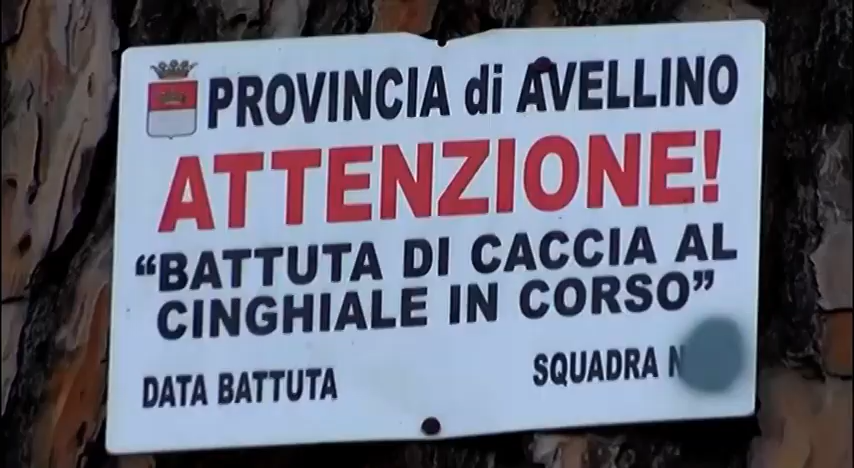 PROVINCIA di AVELLINO
ATTENZIONE!
“BATTUTA DI CACCIA AL
CINGHIALE IN CORSO”
DATA BATTUTA SQUADRA